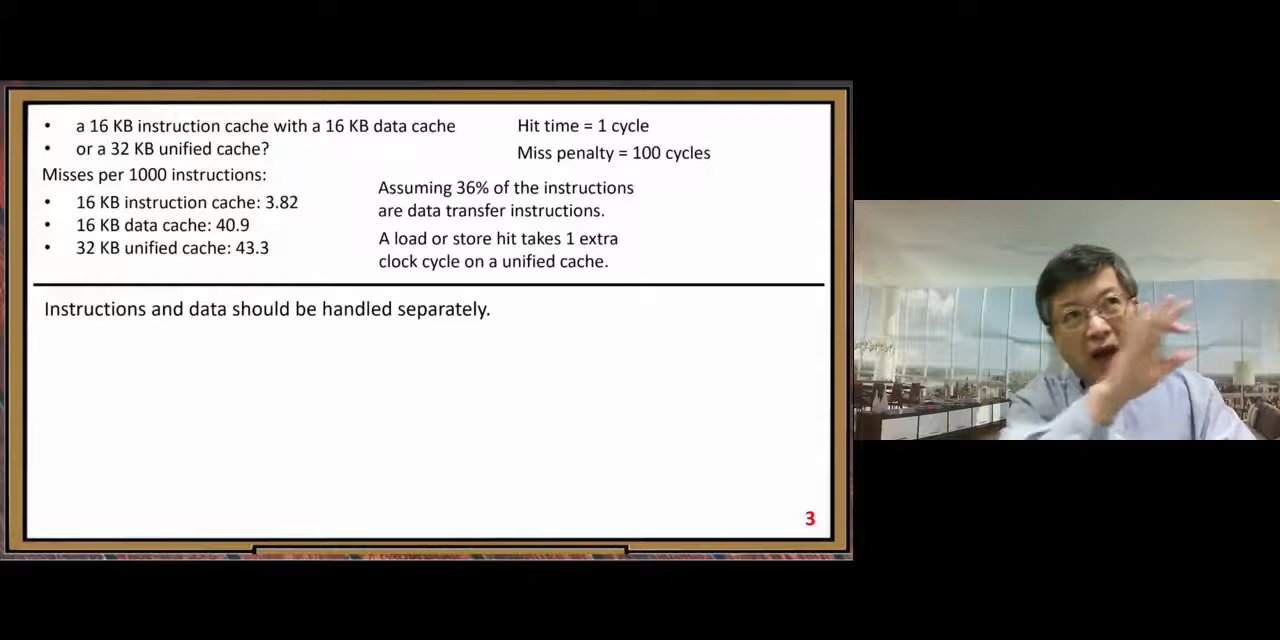 • a 16 KB instruction cache with a 16 KB data cache
• or a 32 KB unified cache?
Misses per 1000 instructions:
• 16 KB instruction cache: 3.82
• 16 KB data cache: 40.9
• 32 KB unified cache: 43.3
Hit time = 1 cycle
Miss penalty = 100 cycles
Assuming 36% of the instructions
are data transfer instructions.
A load or store hit takes 1 extra
clock cycle on a unified cache.
Instructions and data should be handled separately.
3